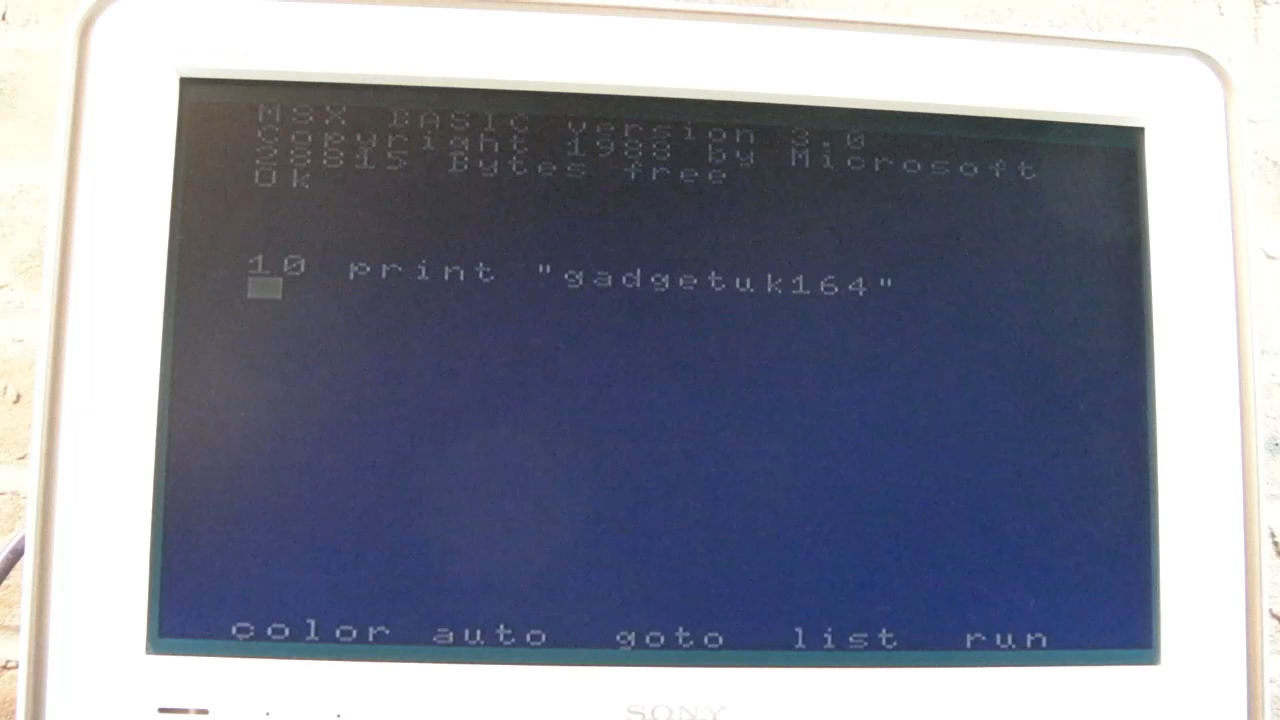 MSX BASIC version 3.0
Copyright 1988 by Microsoft
28815 Bytes free
Ok
10 print "gadgetuk164"
color auto goto list run
SONY